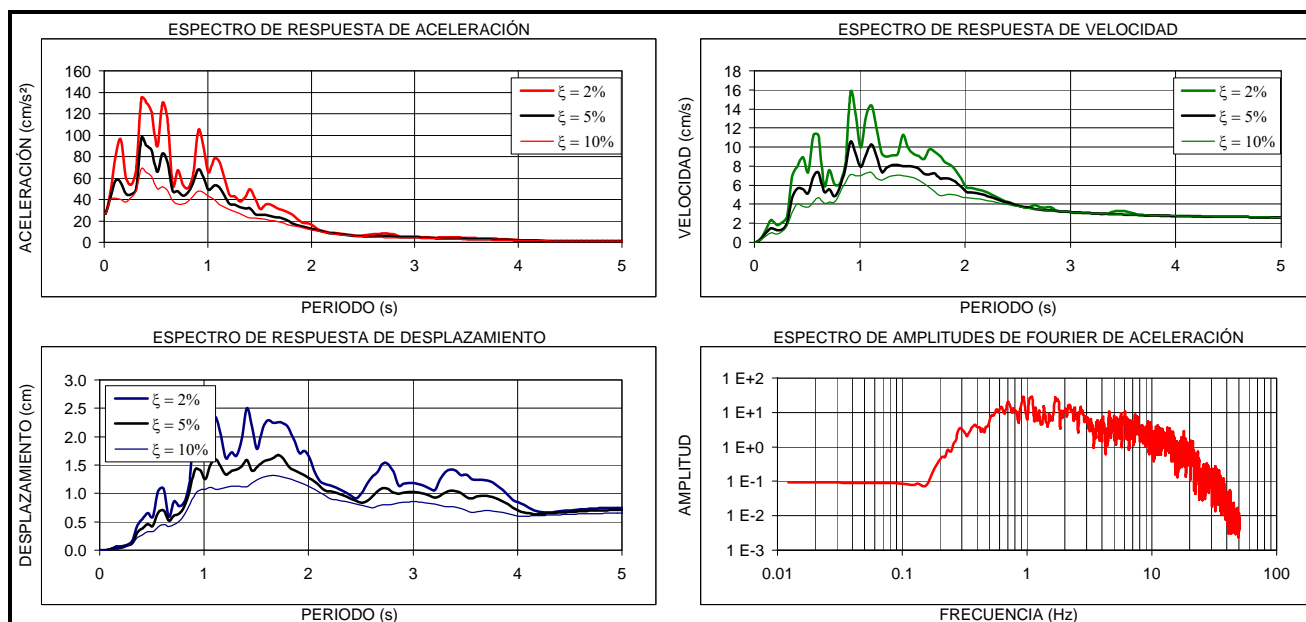 ESPECTRO DE RESPUESTA DE ACELERACIÓN
ACELERACIÓN (cm/s²)
160
140
120
100
80
60
40
20
0
0 1 2 3 4 5
PERIODO (s)
ξ = 2%
ξ = 5%
ξ = 10%
ESPECTRO DE RESPUESTA DE VELOCIDAD
VELOCIDAD (cm/s)
18
16
14
12
10
8
6
4
2
0
0 1 2 3 4 5
PERIODO (s)
ξ = 2%
ξ = 5%
ξ = 10%
ESPECTRO DE RESPUESTA DE DESPLAZAMIENTO
DESPLAZAMIENTO (cm)
3.0
2.5
2.0
1.5
1.0
0.5
0.0
0 1 2 3 4 5
PERIODO (s)
ξ = 2%
ξ = 5%
ξ = 10%
ESPECTRO DE AMPLITUDES DE FOURIER DE ACELERACIÓN
AMPLITUD
1 E+2
1 E+1
1 E+0
1 E-1
1 E-2
1 E-3
0.01 0.1 1 10 100
FRECUENCIA (Hz)